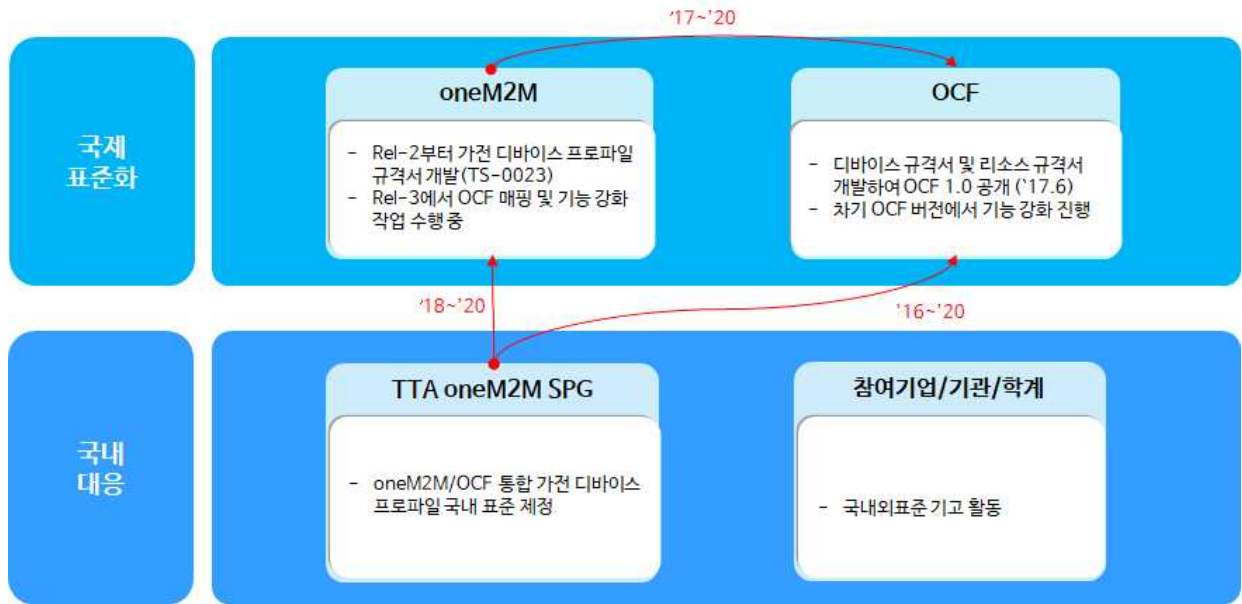 '17~'20
국제
표준화
oneM2M
- Rel-2부터 가전 디바이스 프로파일
규격서 개발(TS-0023)
- Rel-3에서 OCF 매핑 및 기능 강화
작업 수행 중
OCF
- 디바이스 규격서 및 리소스 규격서
개발하여 OCF 1.0 공개 ('17.6)
- 차기 OCF 버전에서 기능 강화 진행
'18~'20
'16~'20
국내
대응
TTA oneM2M SPG
- oneM2M/OCF 통합 가전 디바이스
프로파일 국내 표준 제정
참여기업/기관/학계
- 국내외표준 기고 활동